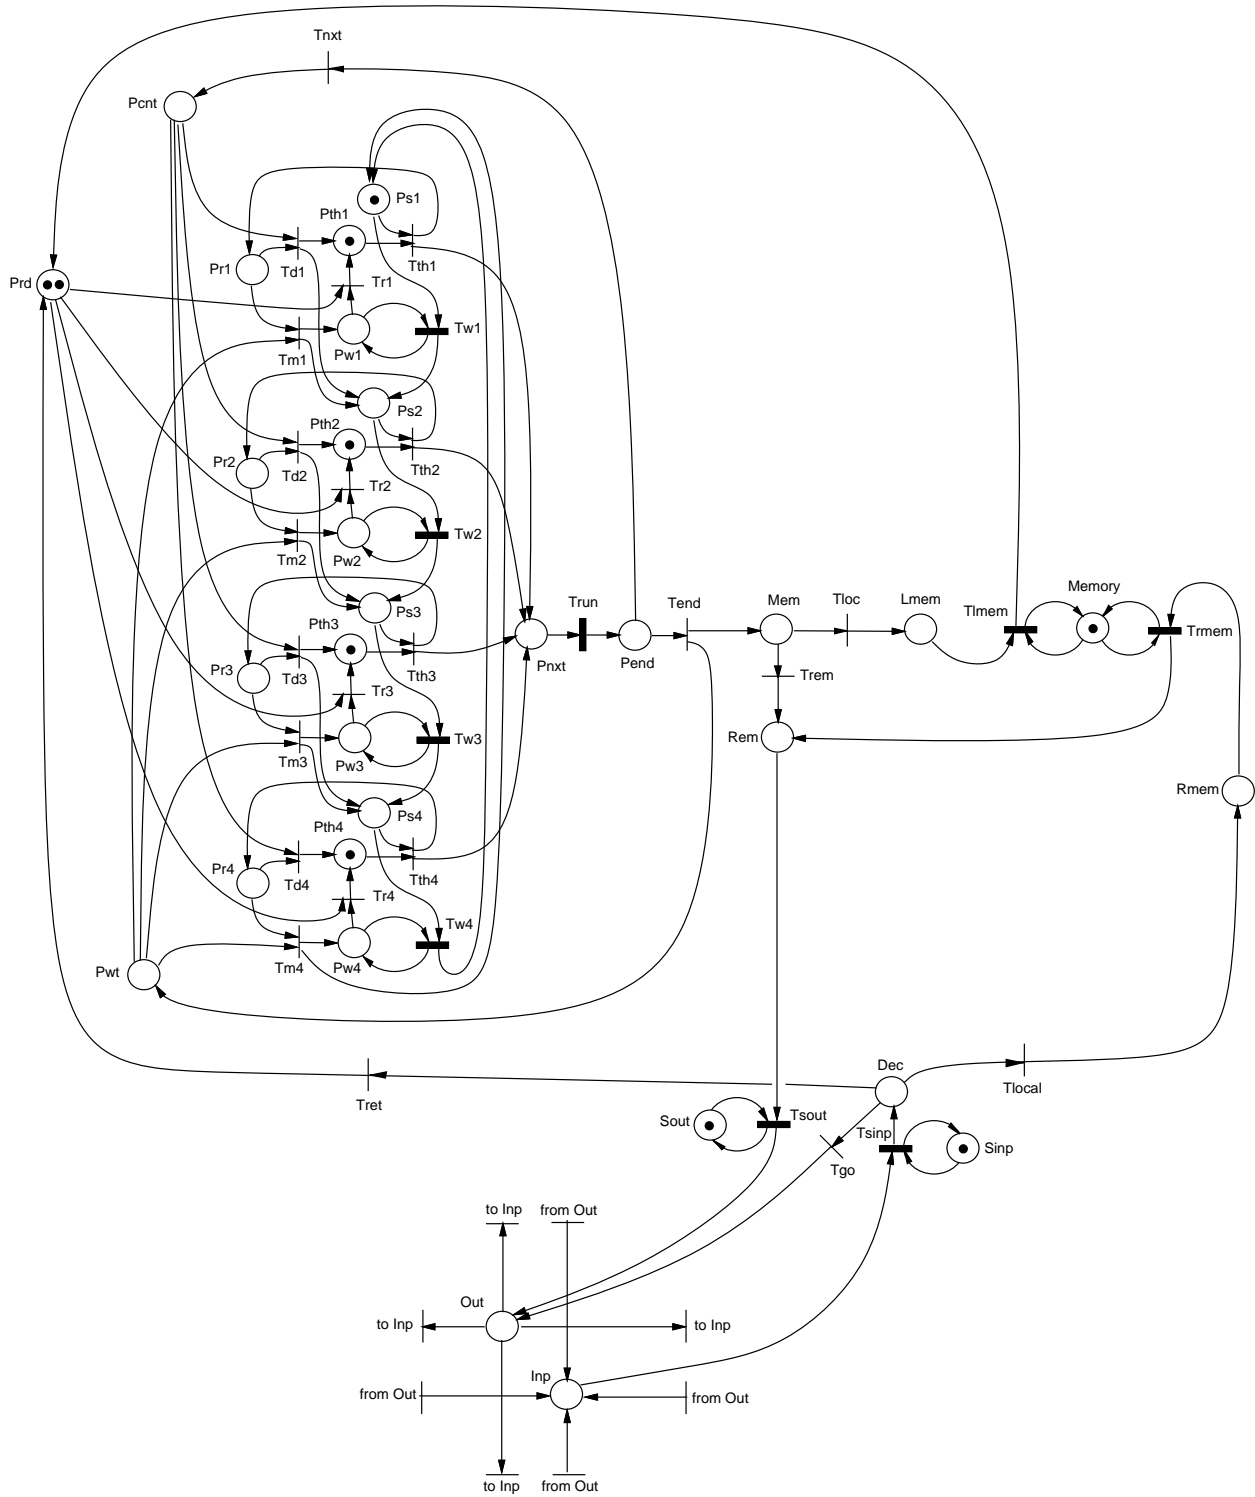 Tnxt
Pcnt
Ps1
Pth1
Pr1
Td1
Tth1
Prd
Tr1
Tw1
Pw1
Tm1
Ps2
Pth2
Pr2
Td2
Tth2
Tr2
Tw2
Tm2
Pw2
Ps3
Pth3
Pr3
Td3
Tth3
Tr3
Tw3
Tm3
Pw3
Ps4
Pth4
Pr4
Td4
Tth4
Tr4
Tw4
Tm4
Pw4
Pwt
Trun
Pnxt
Pend
Tend
Mem
Tloc
Lmem
Tlmem
Memory
Trmem
Trem
Rem
Rmem
Tret
Dec
Tlocal
Sout
Tsout
Tsinp
Sinp
Tgo
to Inp
from Out
Out
to Inp
to Inp
Inp
from Out
from Out
to Inp
from Out